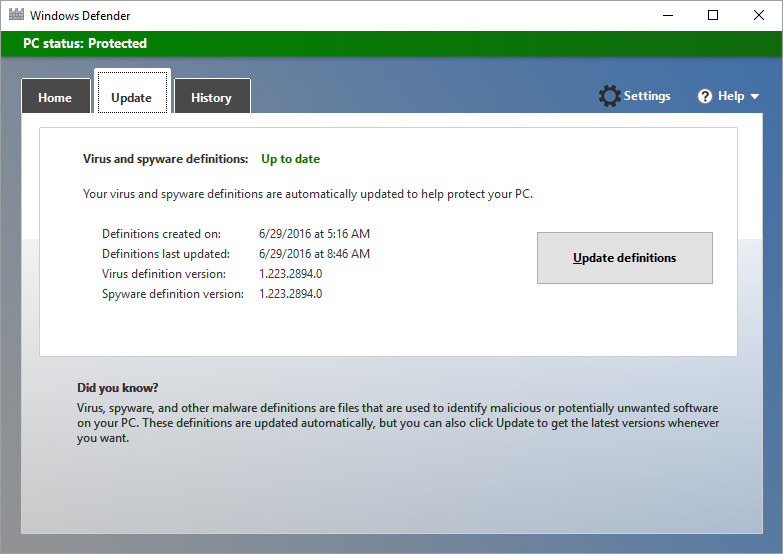 Windows Defender
PC status: Protected
Home Update History Settings ? Help
Virus and spyware definitions: Up to date
Your virus and spyware definitions are automatically updated to help protect your PC.
Definitions created on: 6/29/2016 at 5:16 AM
Definitions last updated: 6/29/2016 at 8:46 AM
Virus definition version: 1.223.2894.0
Spyware definition version: 1.223.2894.0
Update definitions
Did you know?
Virus, spyware, and other malware definitions are files that are used to identify malicious or potentially unwanted software
on your PC. These definitions are updated automatically, but you can also click Update to get the latest versions whenever
you want.